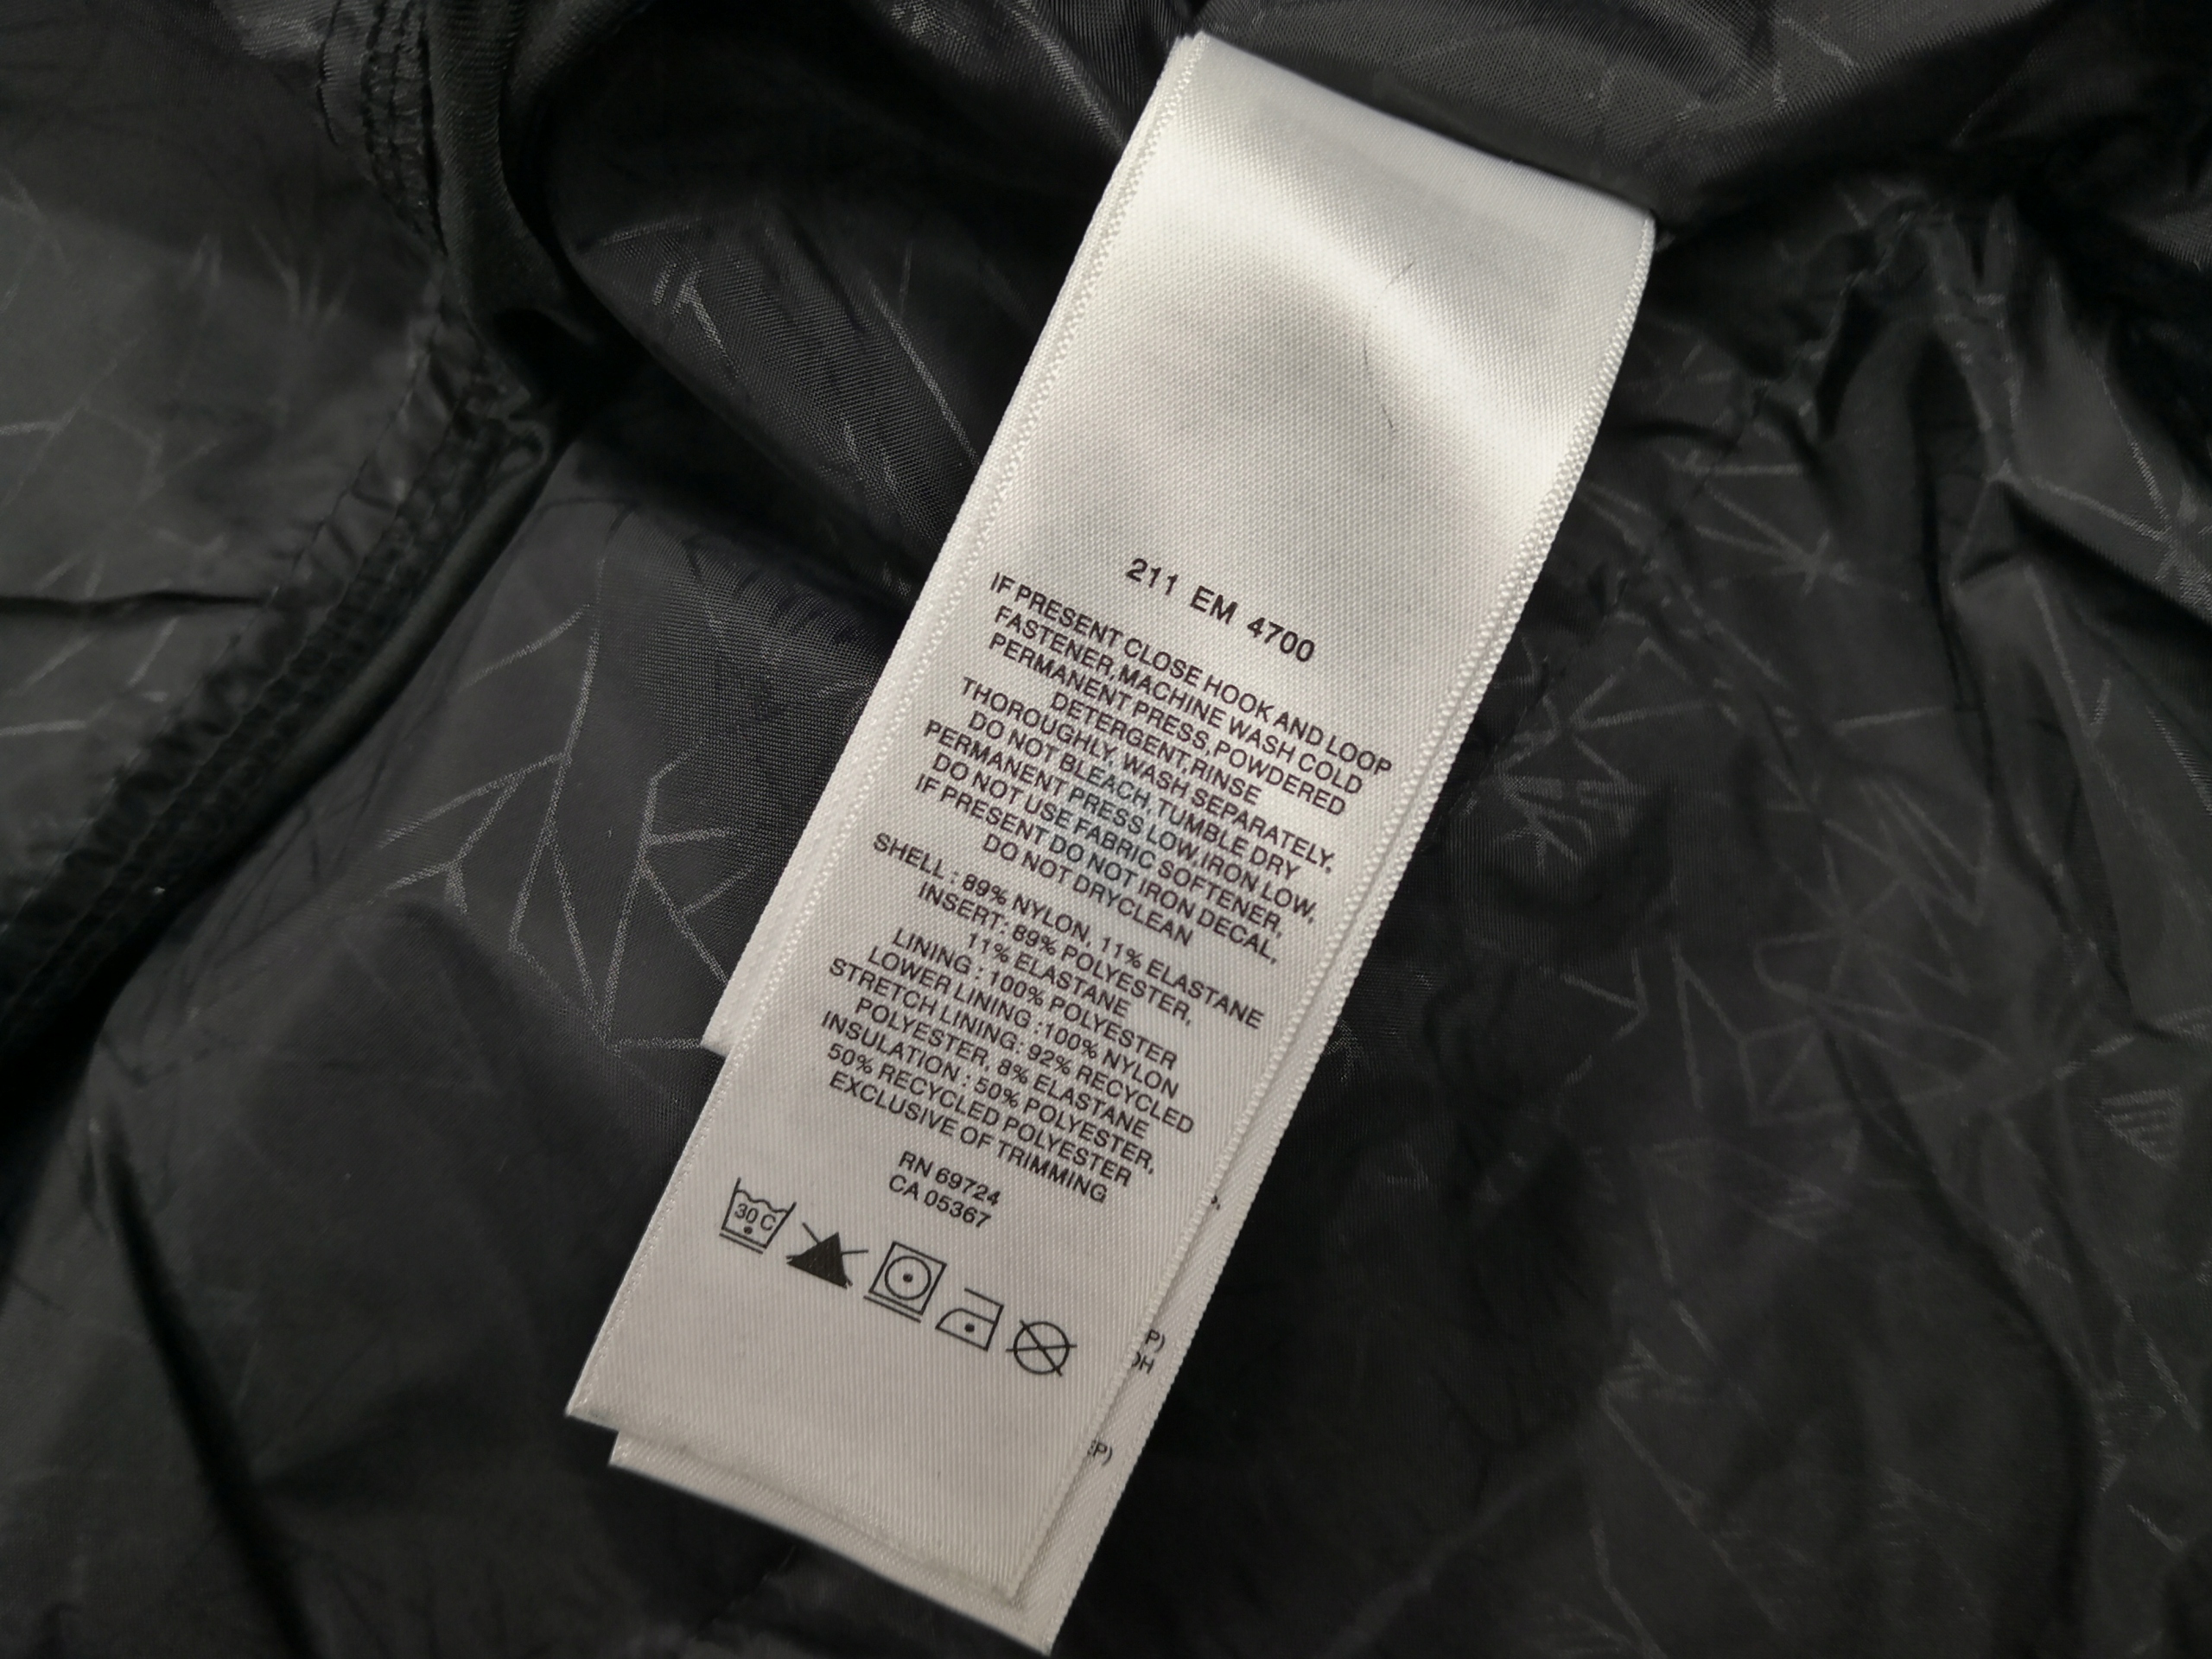 211 EM 4700
IF PRESENT CLOSE HOOK AND LOOP
FASTENER,MACHINE WASH COLD
PERMANENT PRESS,POWDERED
DETERGENT,RINSE
THOROUGHLY, WASH SEPARATELY,
DO NOT BLEACH,TUMBLE DRY
PERMANENT PRESS LOW,IRON LOW,
DO NOT USE FABRIC SOFTENER,
IF PRESENT DO NOT IRON DECAL,
DO NOT DRYCLEAN
SHELL : 89% NYLON, 11% ELASTANE
INSERT: 89% POLYESTER,
11% ELASTANE
LINING : 100% POLYESTER
LOWER LINING :100% NYLON
STRETCH LINING: 92% RECYCLED
POLYESTER, 8% ELASTANE
INSULATION : 50% POLYESTER,
50% RECYCLED POLYESTER
EXCLUSIVE OF TRIMMING
RN 69724
CA 05367
30 C